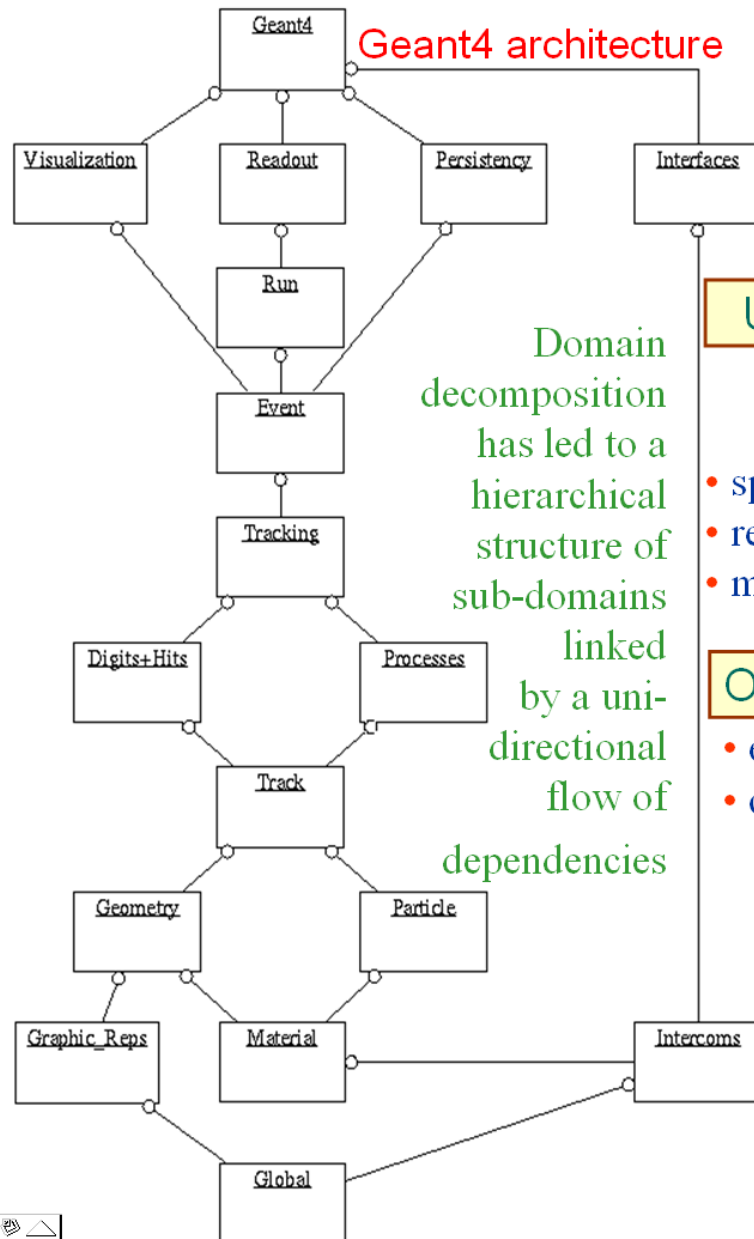 Geant4
Geant4 architecture
Visualization
Readout
Persistency
Interfaces
Run
Domain
decomposition
has led to a
hierarchical
structure of
sub-domains
linked
by a uni-
directional
flow of
dependencies
Event
Tracking
Digits+Hits
Processes
Track
Geometry
Particle
Graphic_Reps
Material
Intercoms
Global